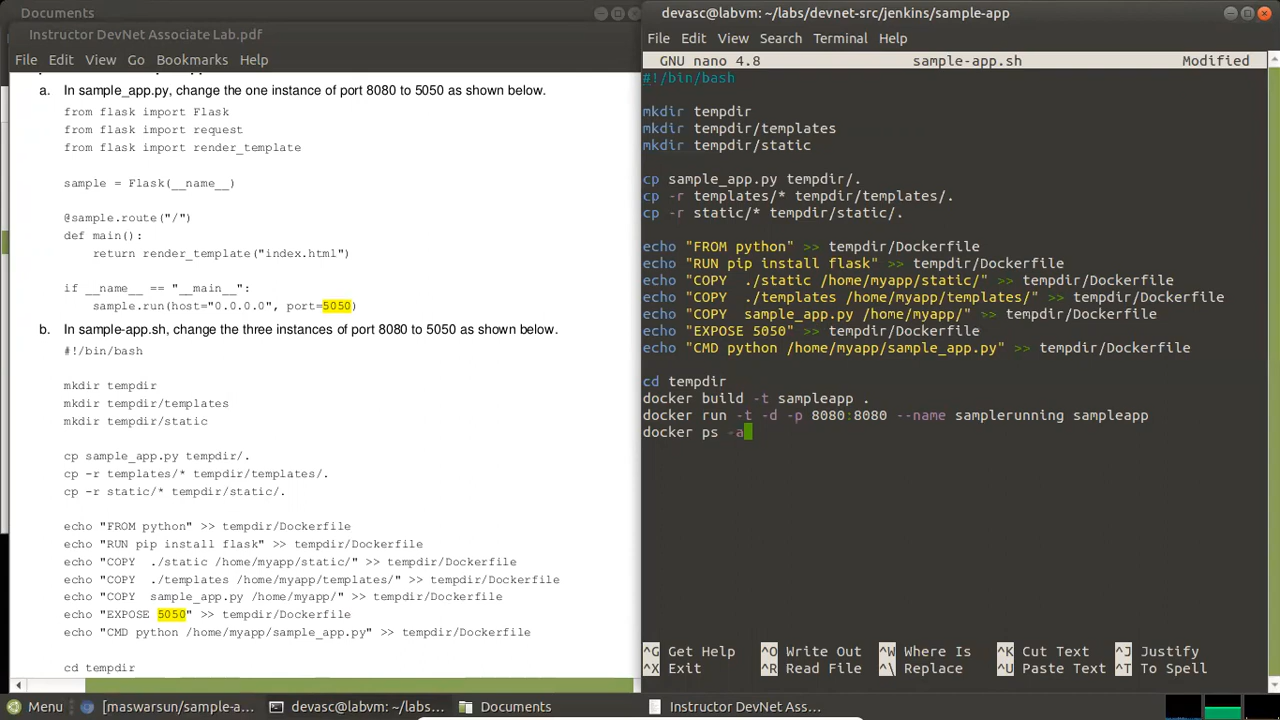 Documents
Instructor DevNet Associate Lab.pdf
File Edit View Go Bookmarks Help
a. In sample_app.py, change the one instance of port 8080 to 5050 as shown below.
from flask import Flask
from flask import request
from flask import render_template
sample = Flask(__name__)
@sample.route("/")
def main():
return render_template("index.html")
if __name__ == "__main__":
sample.run(host="0.0.0.0", port=5050)
b. In sample-app.sh, change the three instances of port 8080 to 5050 as shown below.
#!/bin/bash
mkdir tempdir
mkdir tempdir/templates
mkdir tempdir/static
cp sample_app.py tempdir/.
cp -r templates/* tempdir/templates/.
cp -r static/* tempdir/static/.
echo "FROM python" >> tempdir/Dockerfile
echo "RUN pip install flask" >> tempdir/Dockerfile
echo "COPY  ./static /home/myapp/static/" >> tempdir/Dockerfile
echo "COPY  ./templates /home/myapp/templates/" >> tempdir/Dockerfile
echo "COPY  sample_app.py /home/myapp/" >> tempdir/Dockerfile
echo "EXPOSE 5050" >> tempdir/Dockerfile
echo "CMD python /home/myapp/sample_app.py" >> tempdir/Dockerfile
cd tempdir
devasc@labvm: ~/labs/devnet-src/jenkins/sample-app
File Edit View Search Terminal Help
GNU nano 4.8 sample-app.sh Modified
#!/bin/bash
mkdir tempdir
mkdir tempdir/templates
mkdir tempdir/static
cp sample_app.py tempdir/.
cp -r templates/* tempdir/templates/.
cp -r static/* tempdir/static/.
echo "FROM python" >> tempdir/Dockerfile
echo "RUN pip install flask" >> tempdir/Dockerfile
echo "COPY  ./static /home/myapp/static/" >> tempdir/Dockerfile
echo "COPY  ./templates /home/myapp/templates/" >> tempdir/Dockerfile
echo "COPY  sample_app.py /home/myapp/" >> tempdir/Dockerfile
echo "EXPOSE 5050" >> tempdir/Dockerfile
echo "CMD python /home/myapp/sample_app.py" >> tempdir/Dockerfile
cd tempdir
docker build -t sampleapp .
docker run -t -d -p 8080:8080 --name samplerunning sampleapp
docker ps -a
^G Get Help ^O Write Out ^W Where Is ^K Cut Text ^J Justify
^X Exit ^R Read File ^\ Replace ^U Paste Text ^T To Spell
Menu [maswarsun/sample-a... devasc@labvm: ~/labs... Documents Instructor DevNet Ass...